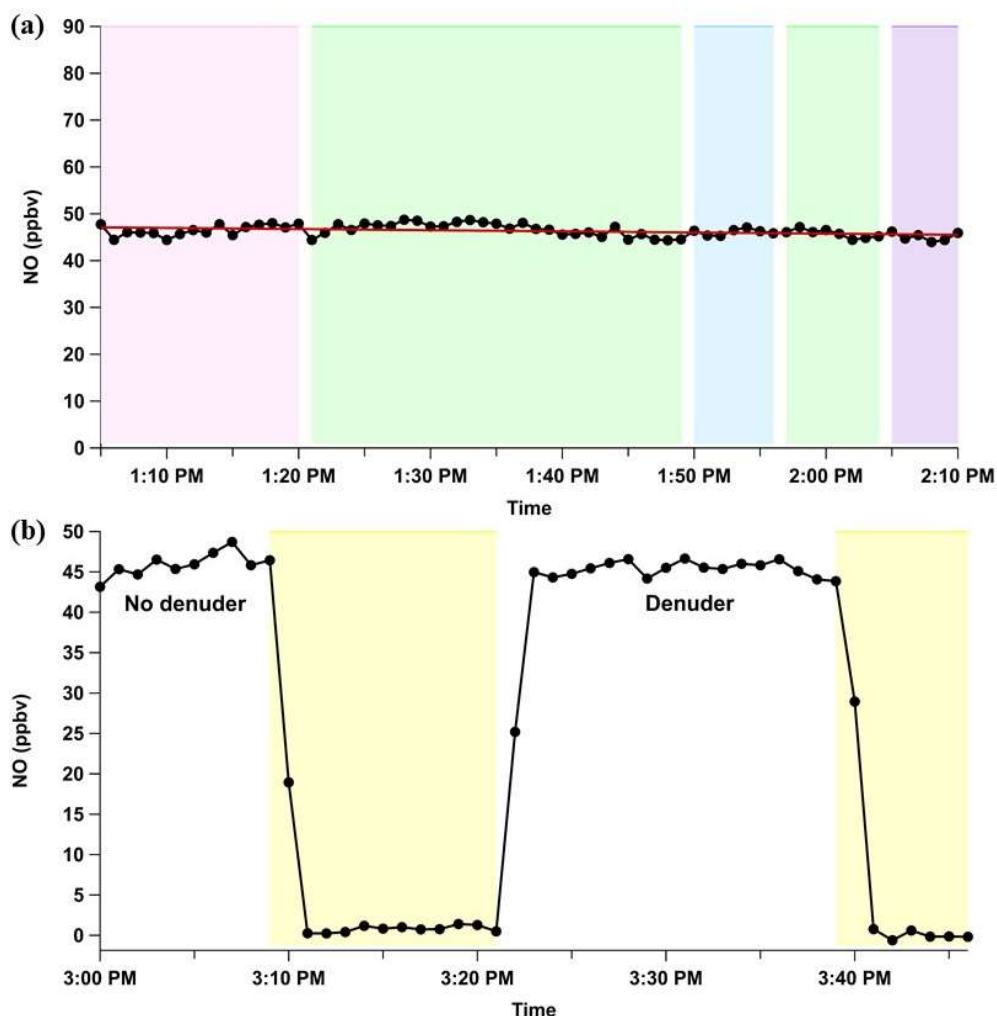 (a)
90
80
70
60
50
40
30
20
10
0
NO (ppbv)
1:10 PM 1:20 PM 1:30 PM 1:40 PM 1:50 PM 2:00 PM 2:10 PM
Time
(b)
50
45
40
35
30
25
20
15
10
5
0
NO (ppbv)
No denuder
Denuder
3:00 PM 3:10 PM 3:20 PM 3:30 PM 3:40 PM
Time